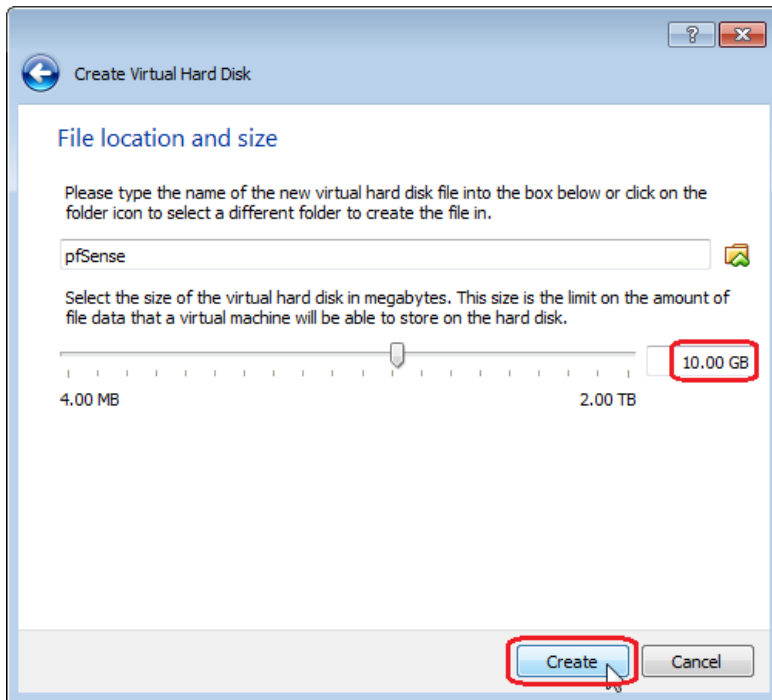 ?
Create Virtual Hard Disk
File location and size
Please type the name of the new virtual hard disk file into the box below or click on the
folder icon to select a different folder to create the file in.
pfSense
Select the size of the virtual hard disk in megabytes. This size is the limit on the amount of
file data that a virtual machine will be able to store on the hard disk.
10.00 GB
4.00 MB 2.00 TB
Create Cancel